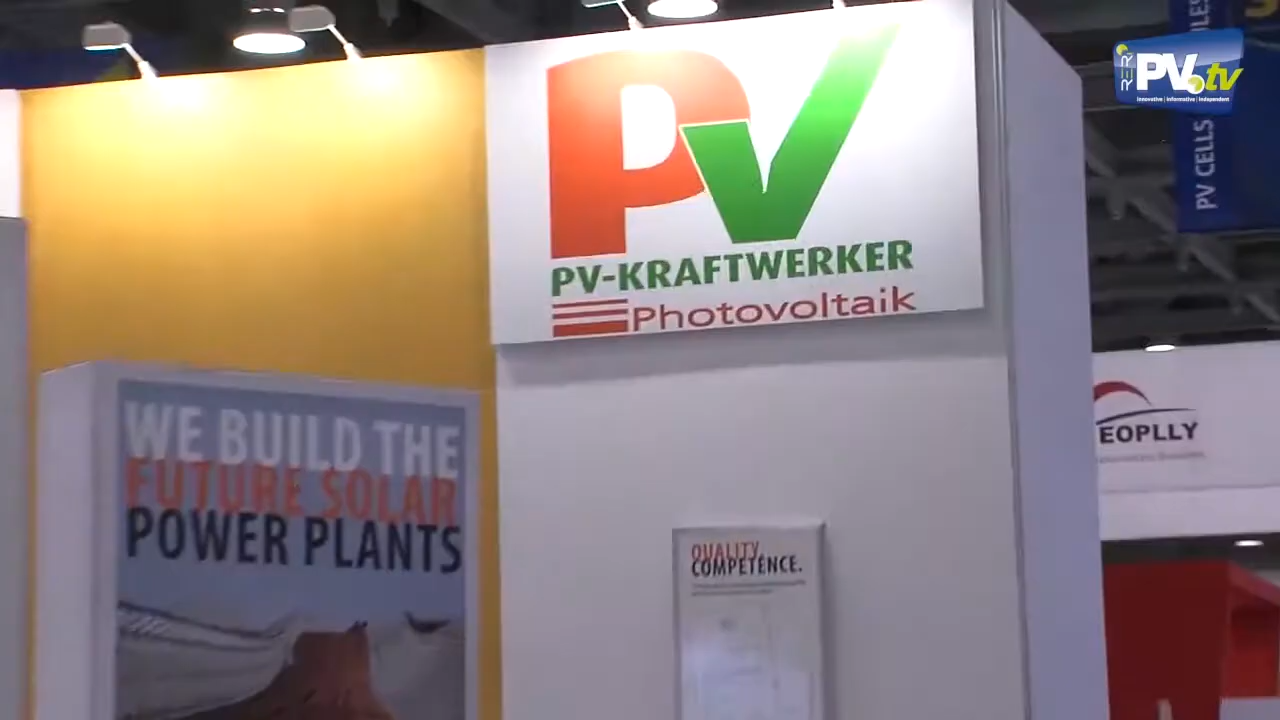 PV
PV-KRAFTWERKER
Photovoltaik
WE BUILD THE
FUTURE SOLAR
POWER PLANTS
QUALITY
COMPETENCE.
EOPLLY
PV CELLS
RERI
PV.tv
Innovative | Informative | Independent